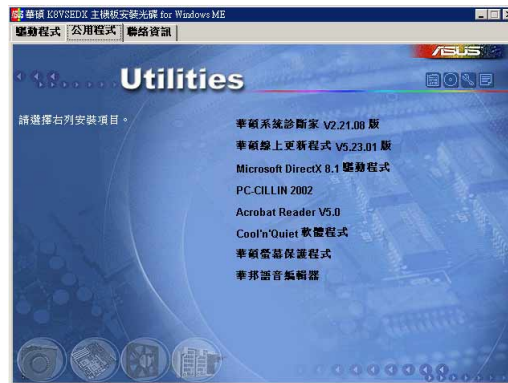 華碩 K8VSEDX 主機板安裝光碟 for Windows ME
驅動程式 公用程式 聯絡資訊
ASUS
Utilities
請選擇右列安裝項目。
華碩系統診斷家 V2.21.08 版
華碩線上更新程式 V5.23.01 版
Microsoft DirectX 8.1 驅動程式
PC-CILLIN 2002
Acrobat Reader V5.0
Cool'n'Quiet 軟體程式
華碩螢幕保護程式
華邦語音編輯器